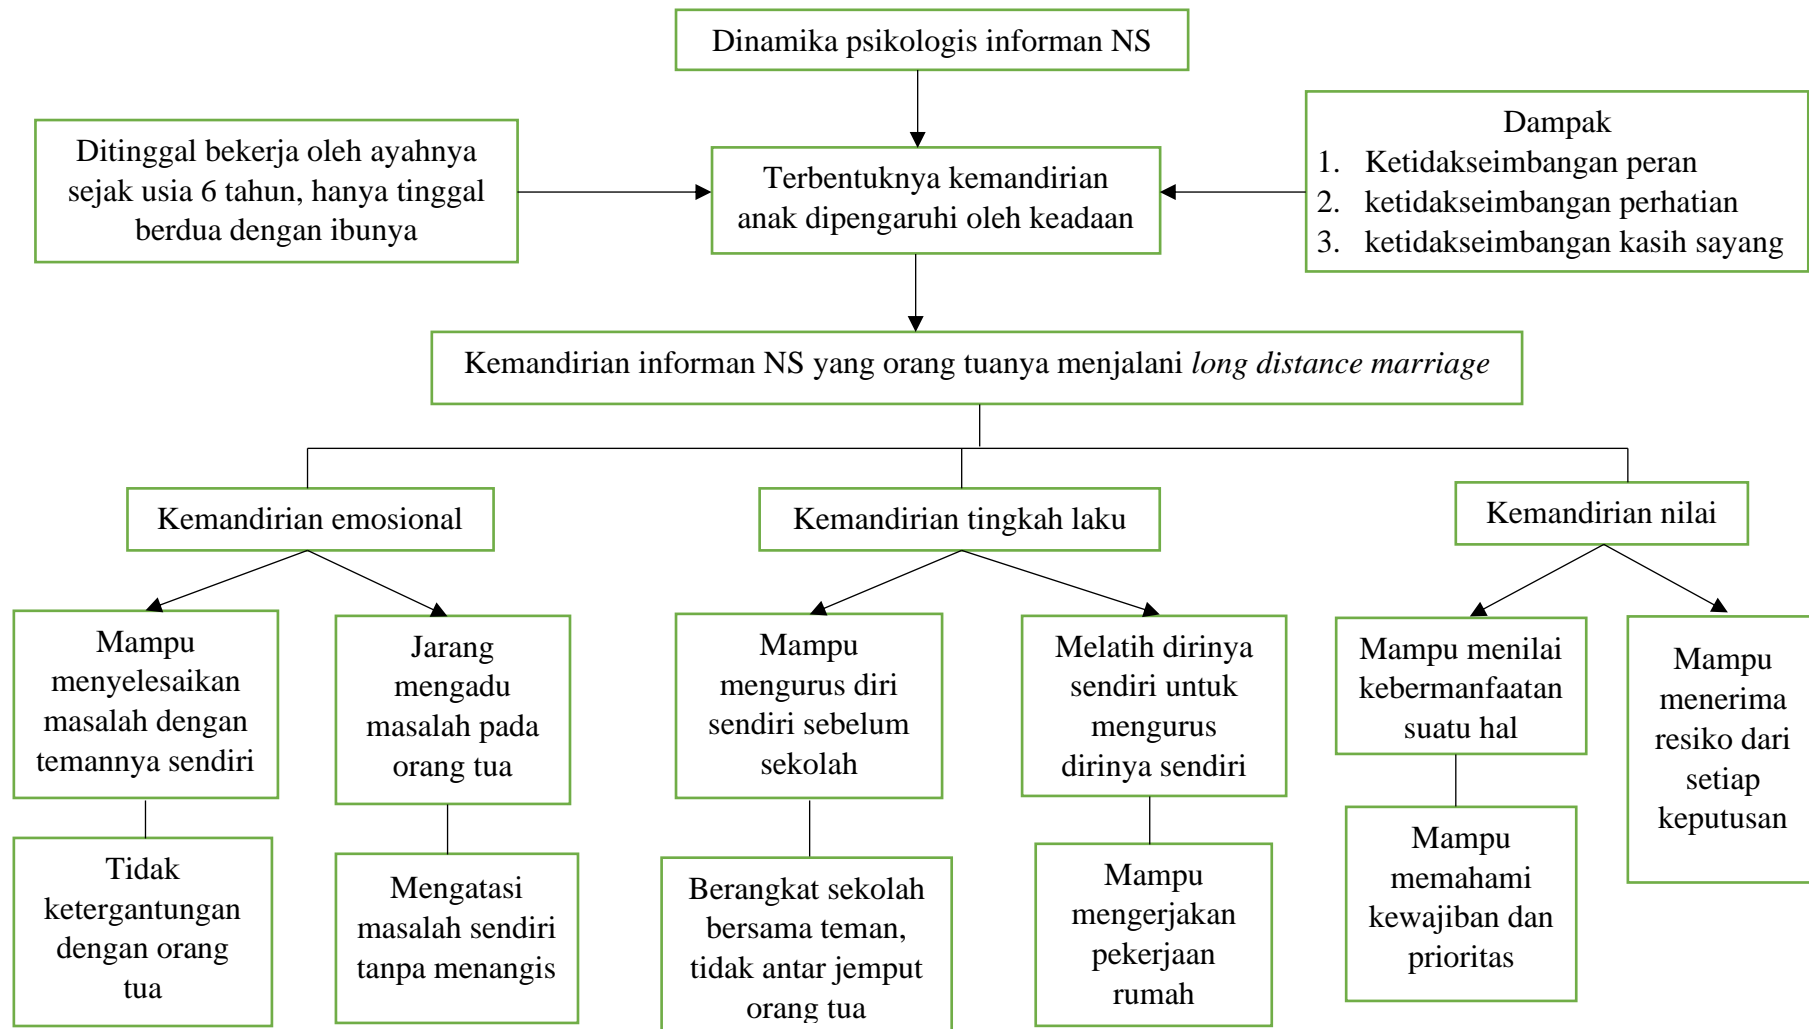 Dinamika psikologis informan NS
Ditinggal bekerja oleh ayahnya
sejak usia 6 tahun, hanya tinggal
berdua dengan ibunya
Terbentuknya kemandirian
anak dipengaruhi oleh keadaan
Dampak
1. Ketidakseimbangan peran
2. ketidakseimbangan perhatian
3. ketidakseimbangan kasih sayang
Kemandirian informan NS yang orang tuanya menjalani long distance marriage
Kemandirian emosional
Kemandirian tingkah laku
Kemandirian nilai
Mampu
menyelesaikan
masalah dengan
temannya sendiri
Jarang
mengadu
masalah pada
orang tua
Mampu
mengurus diri
sendiri sebelum
sekolah
Melatih dirinya
sendiri untuk
mengurus
dirinya sendiri
Mampu menilai
kebermanfaatan
suatu hal
Mampu
menerima
resiko dari
setiap
keputusan
Tidak
ketergantungan
dengan orang
tua
Mengatasi
masalah sendiri
tanpa menangis
Berangkat sekolah
bersama teman,
tidak antar jemput
orang tua
Mampu
mengerjakan
pekerjaan
rumah
Mampu
memahami
kewajiban dan
prioritas